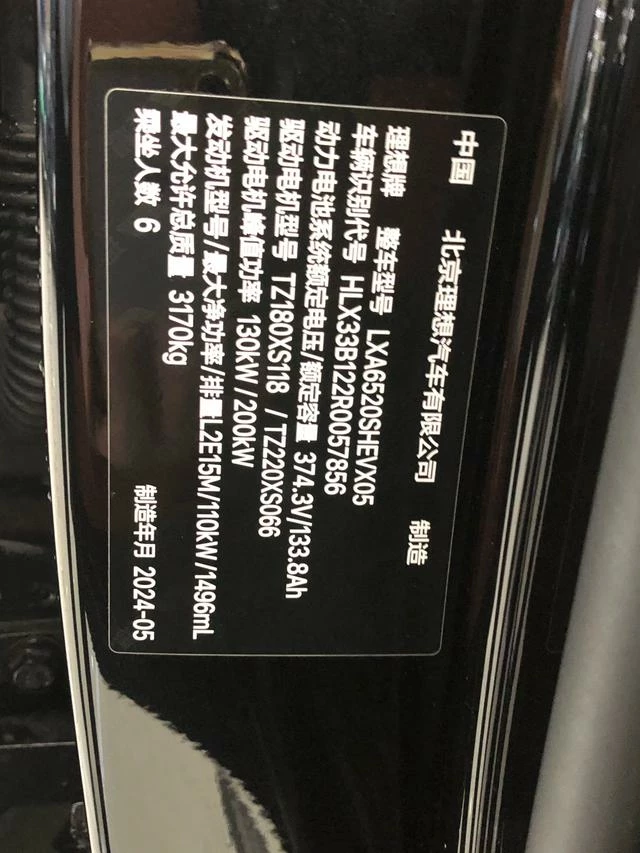 中国 北京理想汽车有限公司 制造
理想牌 整车型号 LXA6520SHEVX05
车辆识别代号 HLX33B122R0057856
动力电池系统额定电压/额定容量 374.3V/133.8Ah
驱动电机型号 TZ180XS118 /TZ220XS066
驱动电机峰值功率 130kW/200kW
发动机型号/最大净功率/排量L2E15M/110kW/1496mL
最大允许总质量 3170kg
乘坐人数 6 制造年月 2024-05